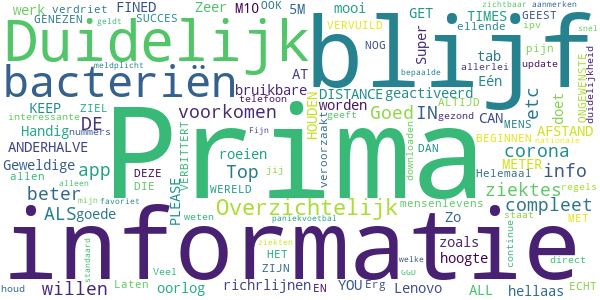 werk verdriet FINED Zeer M10 OOK 5M mooi GET TIMES VERVUILD GEEST ellende zichtbaar aanmerken
GENEZEN SUCCES geldt NOG ipv snel
Duidelijk blijf
meldplicht AT Super bepaalde tab allerlei Eén pijn update duidelijkheid ONGEWENSTE
bacteriën bruikbare telefoon DISTANCE geactiveerd etc doet
KEEP ZIEL interessante nummers voorkomen worden Goed IN gezond CAN ALTIJD MENS
Handig DE HOUDEN BEGINNEN AFSTAND
ANDERHALVE VERBITTERT Prima veroorzaakt DAN downloaden METER corona Helemaal info
Geweldige app DEZE roeien geeft
allen alleen DIE Top jij ziektes regels nationale
beter mijn favoriet WERELD PLEASE Overzichtelijk mensenlevens compleet MET
ALS goede weten paniekvoetbal Zo staat
informatie
standaard HET ziekten zoals welke continue direct
Veel ZIJN EN hoogte GGD
houd willen Laten oorlog richrlijnen YOU Erg Lenovo ALL hellaas ECHT
Fijn